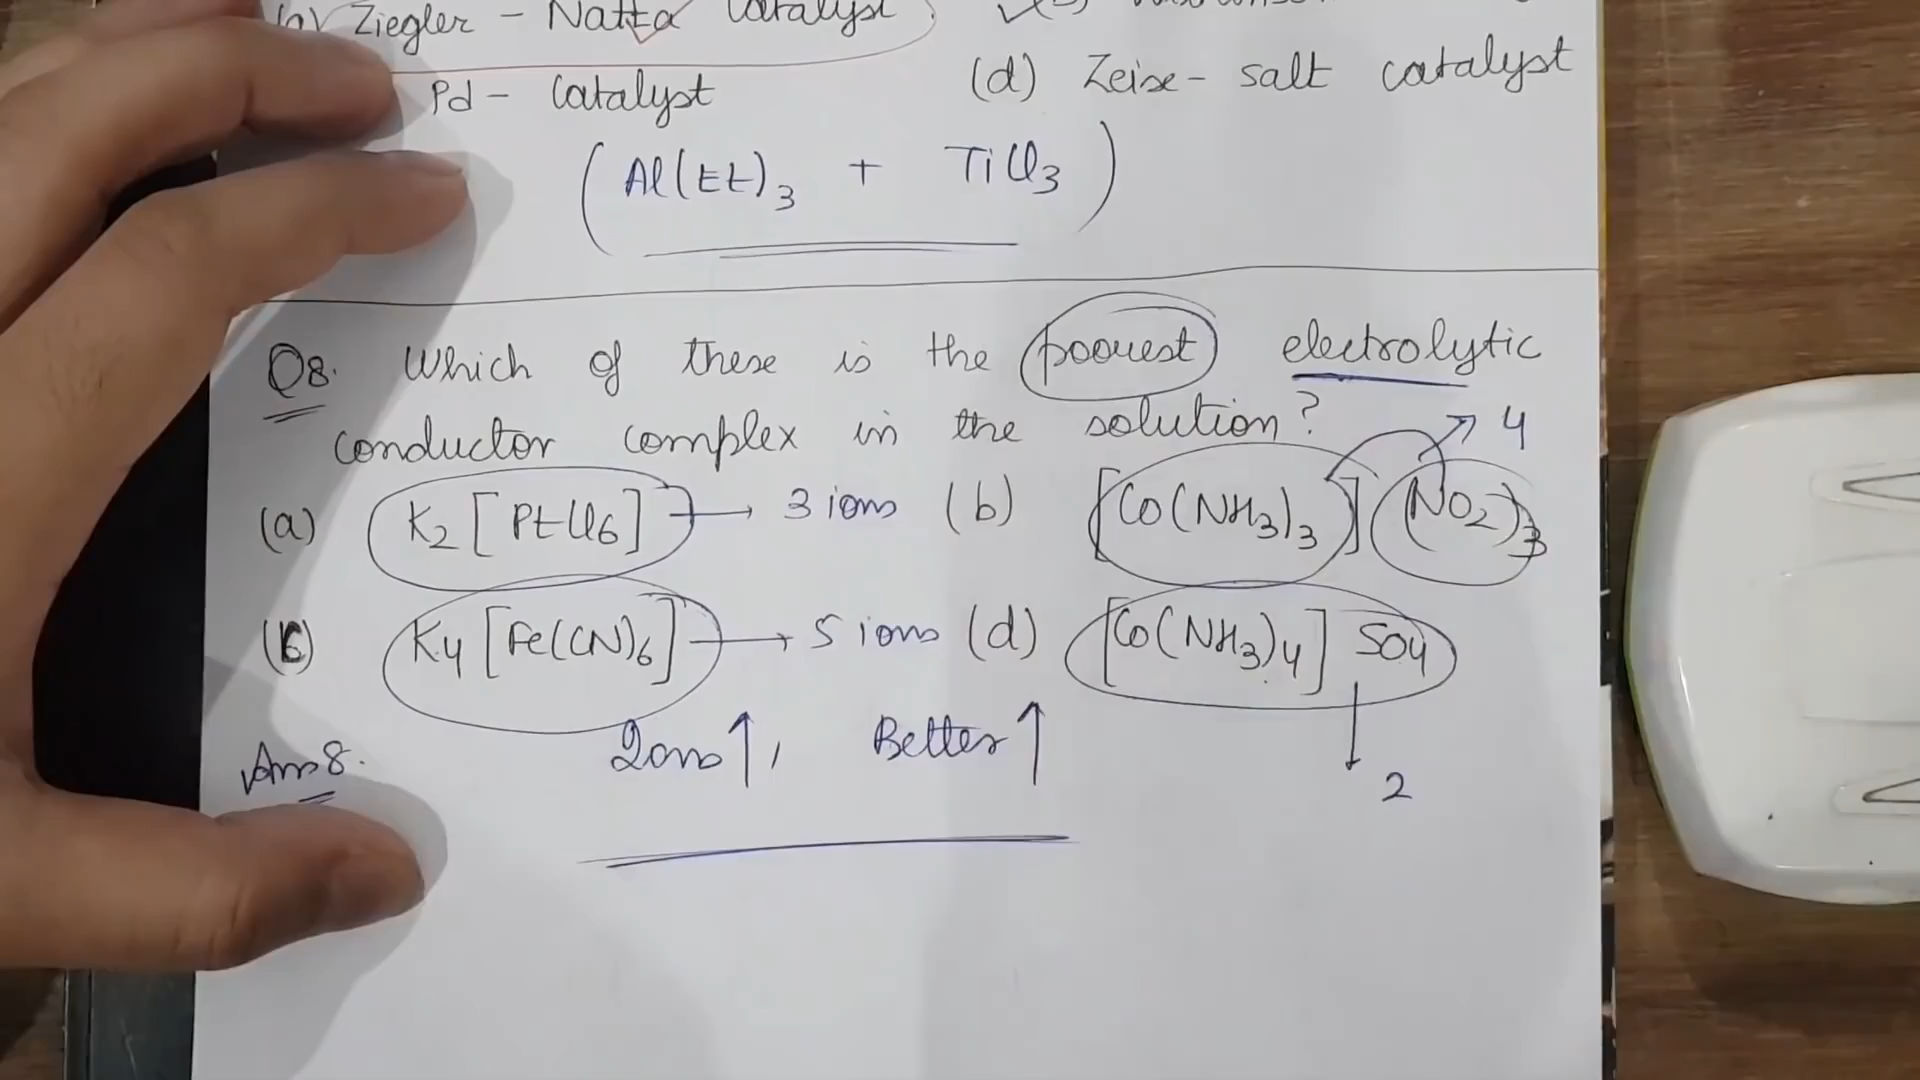 (a) Ziegler - Natta Catalyst.
Pd - Catalyst (d) Zeise - salt catalyst
(Al(Et)3 + TiCl3)
Q8. Which of these is the poorest electrolytic
conductor complex in the solution? 4
(a) K2[PtCl6] → 3 ions (b) [Co(NH3)3](NO2)3
(c) K4[Fe(CN)6] → 5 ions (d) [Co(NH3)4] SO4
Ans8. Ions↑, Better↑ 2